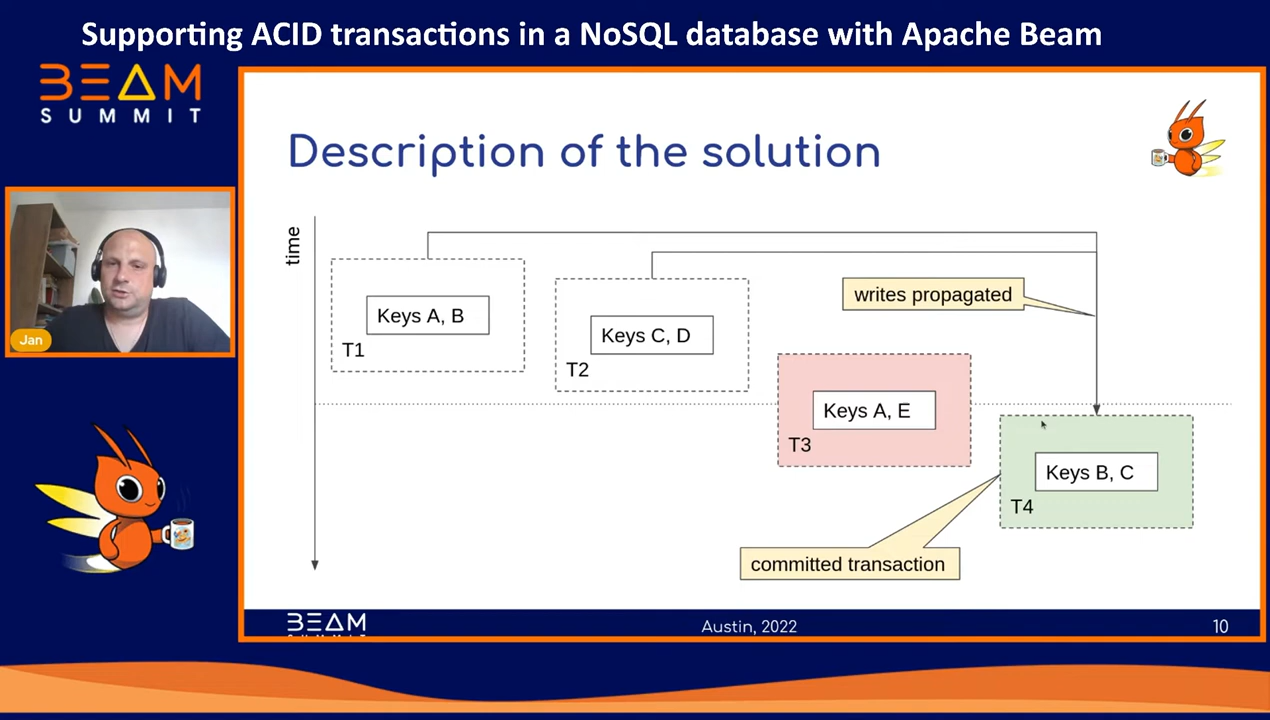 Supporting ACID transactions in a NoSQL database with Apache Beam
BEAM
SUMMIT
Description of the solution
time
Keys A, B
T1
Keys C, D
T2
writes propagated
Keys A, E
T3
Keys B, C
T4
committed transaction
Jan
BEAM
Austin, 2022
10